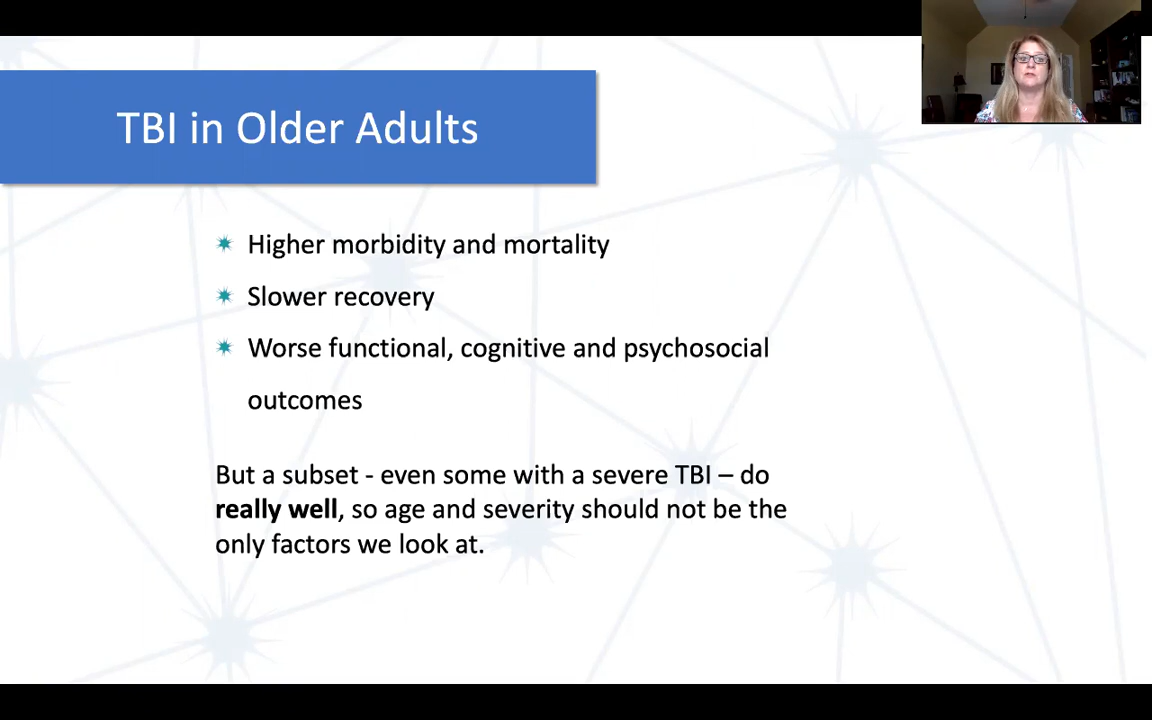 TBI in Older Adults
Higher morbidity and mortality
Slower recovery
Worse functional, cognitive and psychosocial
outcomes
But a subset - even some with a severe TBI – do
really well, so age and severity should not be the
only factors we look at.